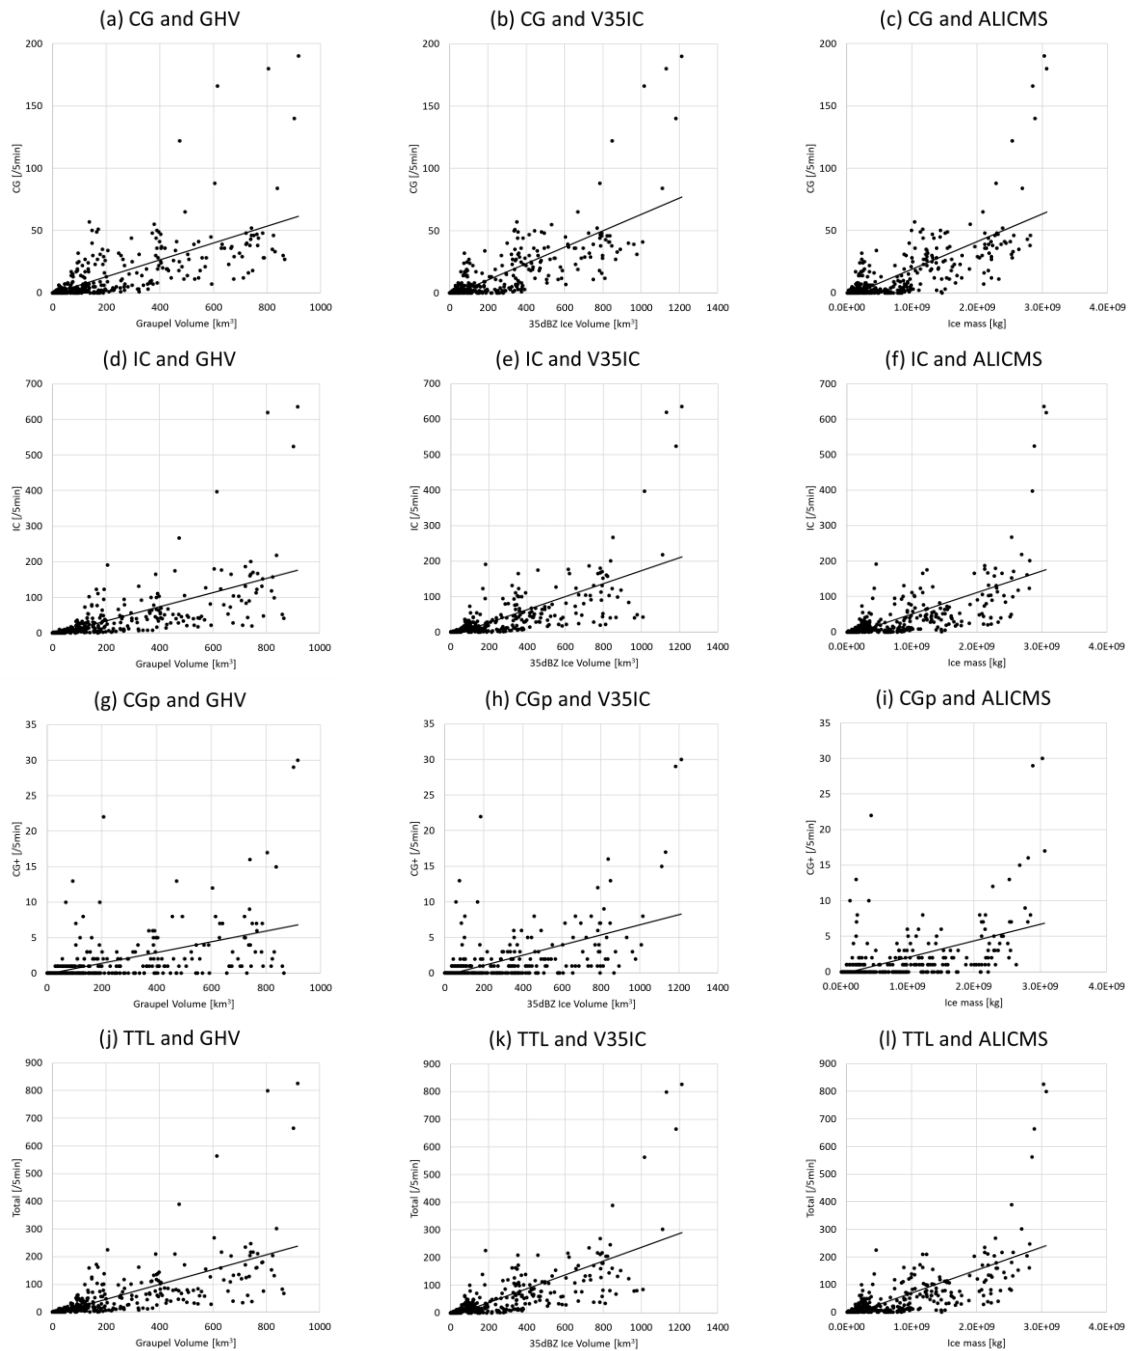 (a) CG and GHV
200
150
100
50
0
CG [/5min]
0 200 400 600 800 1000
Graupel Volume [km³]
(b) CG and V35IC
200
150
100
50
0
CG [/5min]
0 200 400 600 800 1000 1200 1400
35dBZ Ice Volume [km³]
(c) CG and ALICMS
200
150
100
50
0
CG [/5min]
0.0E+00 1.0E+09 2.0E+09 3.0E+09 4.0E+09
Ice mass [kg]
(d) IC and GHV
700
600
500
400
300
200
100
0
IC [/5min]
0 200 400 600 800 1000
Graupel Volume [km³]
(e) IC and V35IC
700
600
500
400
300
200
100
0
IC [/5min]
0 200 400 600 800 1000 1200 1400
35dBZ Ice Volume [km³]
(f) IC and ALICMS
700
600
500
400
300
200
100
0
IC [/5min]
0.0E+00 1.0E+09 2.0E+09 3.0E+09 4.0E+09
Ice mass [kg]
(g) CGp and GHV
35
30
25
20
15
10
5
0
CG+ [/5min]
0 200 400 600 800 1000
Graupel Volume [km³]
(h) CGp and V35IC
35
30
25
20
15
10
5
0
CG+ [/5min]
0 200 400 600 800 1000 1200 1400
35dBZ Ice Volume [km³]
(i) CGp and ALICMS
35
30
25
20
15
10
5
0
CG+ [/5min]
0.0E+00 1.0E+09 2.0E+09 3.0E+09 4.0E+09
Ice mass [kg]
(j) TTL and GHV
900
800
700
600
500
400
300
200
100
0
Total [/5min]
0 200 400 600 800 1000
Graupel Volume [km³]
(k) TTL and V35IC
900
800
700
600
500
400
300
200
100
0
Total [/5min]
0 200 400 600 800 1000 1200 1400
35dBZ Ice Volume [km³]
(l) TTL and ALICMS
900
800
700
600
500
400
300
200
100
0
Total [/5min]
0.0E+00 1.0E+09 2.0E+09 3.0E+09 4.0E+09
Ice mass [kg]